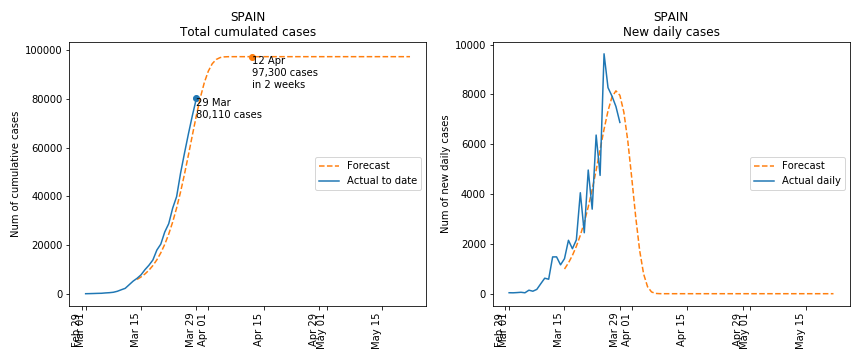 SPAIN
Total cumulated cases
Num of cumulative cases
100000
80000
60000
40000
20000
0
12 Apr
97,300 cases
in 2 weeks
29 Mar
80,110 cases
Forecast
Actual to date
Feb 29
Mar 01
Mar 15
Mar 29
Apr 01
Apr 15
Apr 29
May 01
May 15
SPAIN
New daily cases
Num of new daily cases
10000
8000
6000
4000
2000
0
Forecast
Actual daily
Feb 29
Mar 01
Mar 15
Mar 29
Apr 01
Apr 15
Apr 29
May 01
May 15